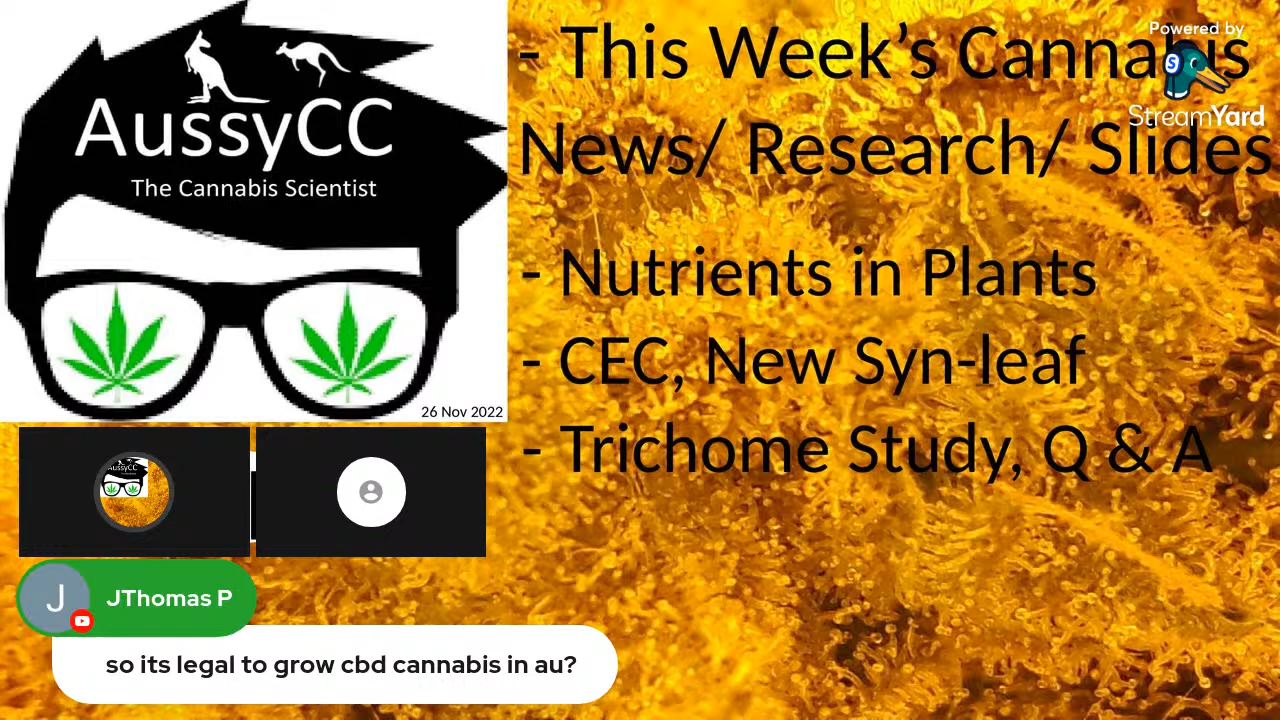 AussyCC
The Cannabis Scientist
26 Nov 2022
- This Week's Cannabis
News/ Research/ Slides
- Nutrients in Plants
- CEC, New Syn-leaf
- Trichome Study, Q & A
Powered by
S
StreamYard
AussyCC
J
JThomas P
so its legal to grow cbd cannabis in au?